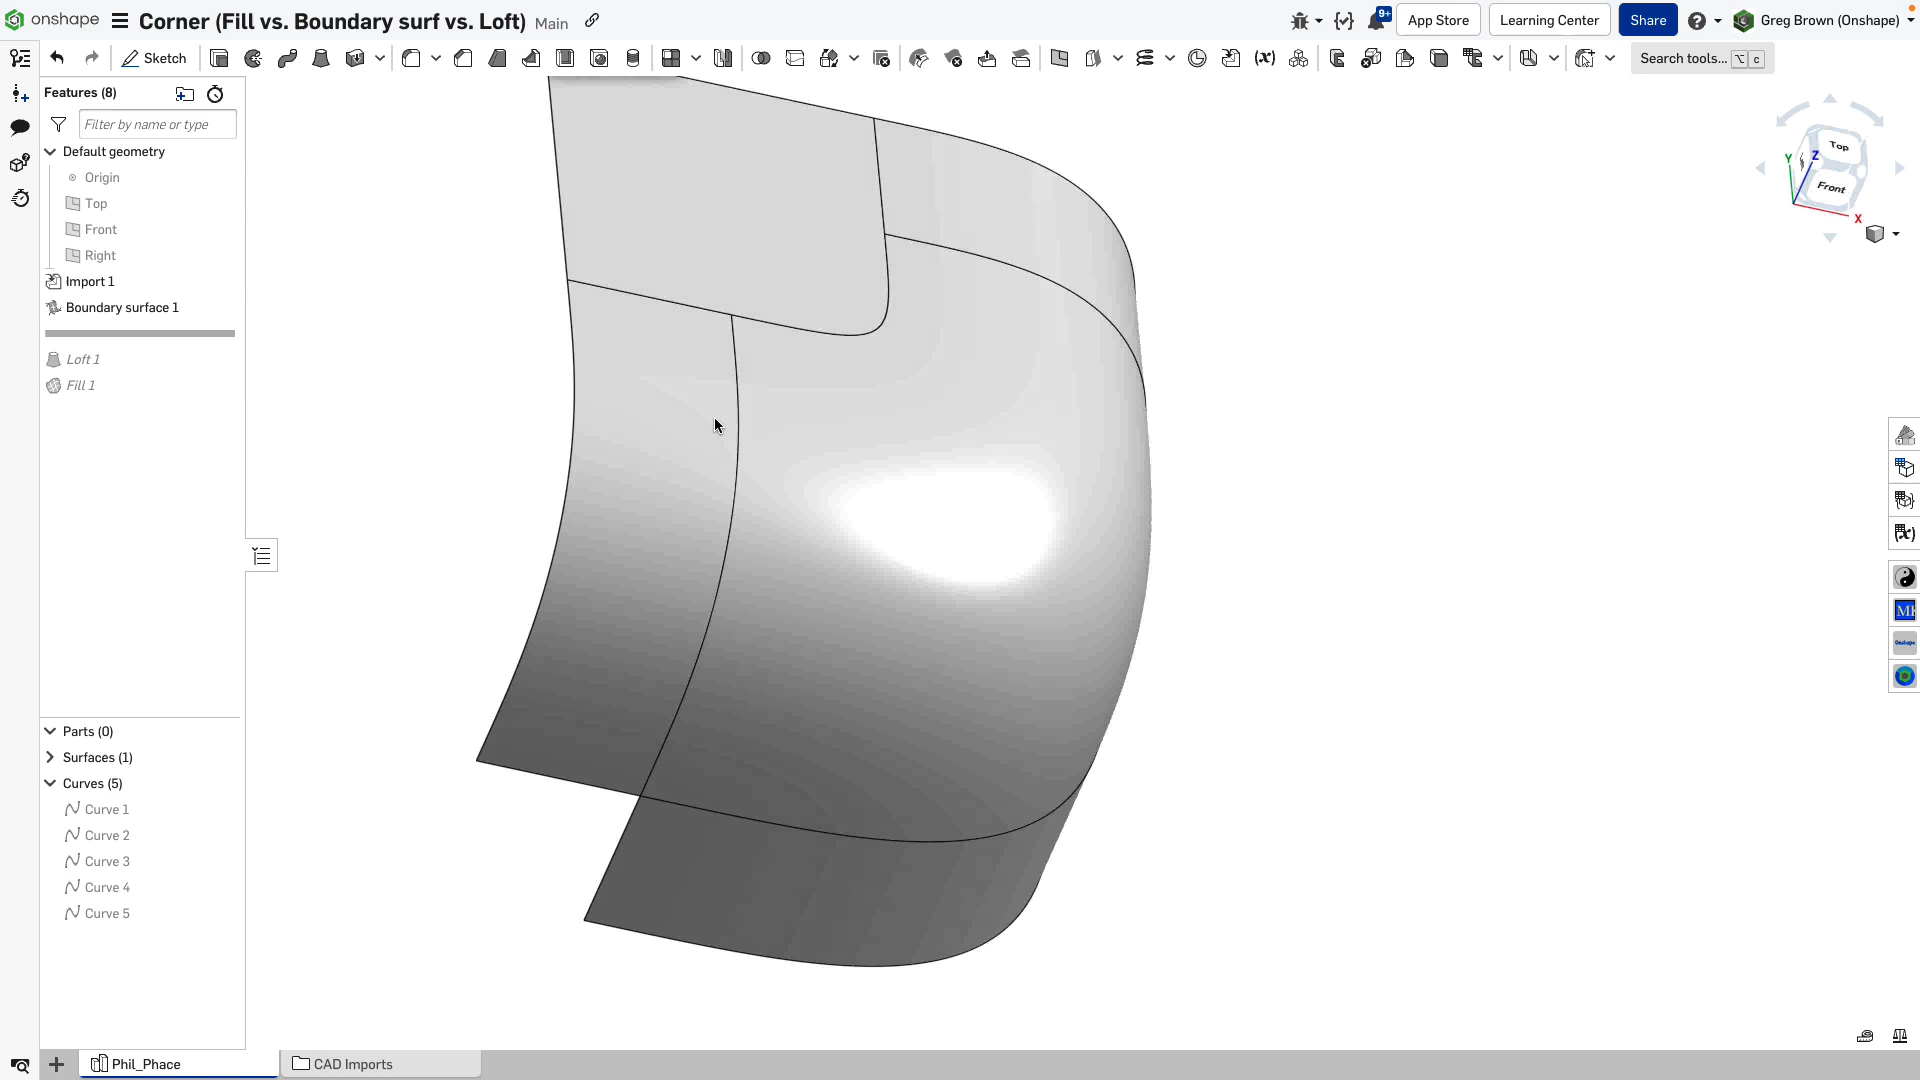 onshape Corner (Fill vs. Boundary surf vs. Loft) Main 9+ App Store Learning Center Share Greg Brown (Onshape)
Sketch (x) Search tools... ⌥ c
Features (8)
Filter by name or type
Default geometry
Origin
Top
Front
Right
Import 1
Boundary surface 1
Loft 1
Fill 1
Top
Front
Y
Z
X
Parts (0)
Surfaces (1)
Curves (5)
Curve 1
Curve 2
Curve 3
Curve 4
Curve 5
(x)
Onshape
Phil_Phace CAD Imports